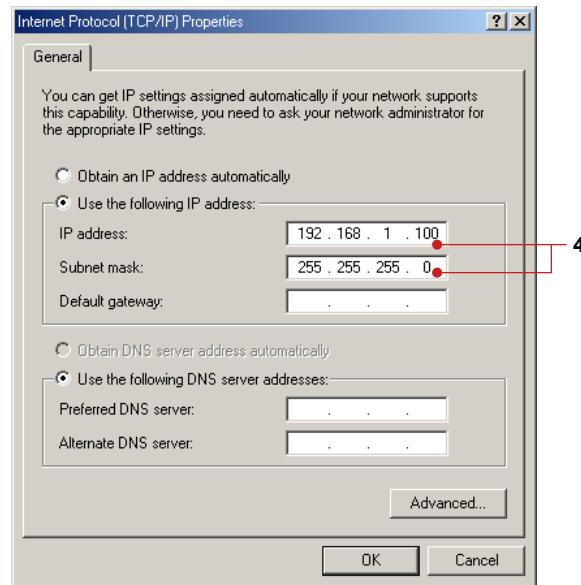 Internet Protocol (TCP/IP) Properties
General
You can get IP settings assigned automatically if your network supports
this capability. Otherwise, you need to ask your network administrator for
the appropriate IP settings.
Obtain an IP address automatically
Use the following IP address:
IP address: 192 . 168 . 1 . 100
4
Subnet mask: 255 . 255 . 255 . 0
Default gateway: . . .
Obtain DNS server address automatically
Use the following DNS server addresses:
Preferred DNS server: . . .
Alternate DNS server: . . .
Advanced...
OK Cancel